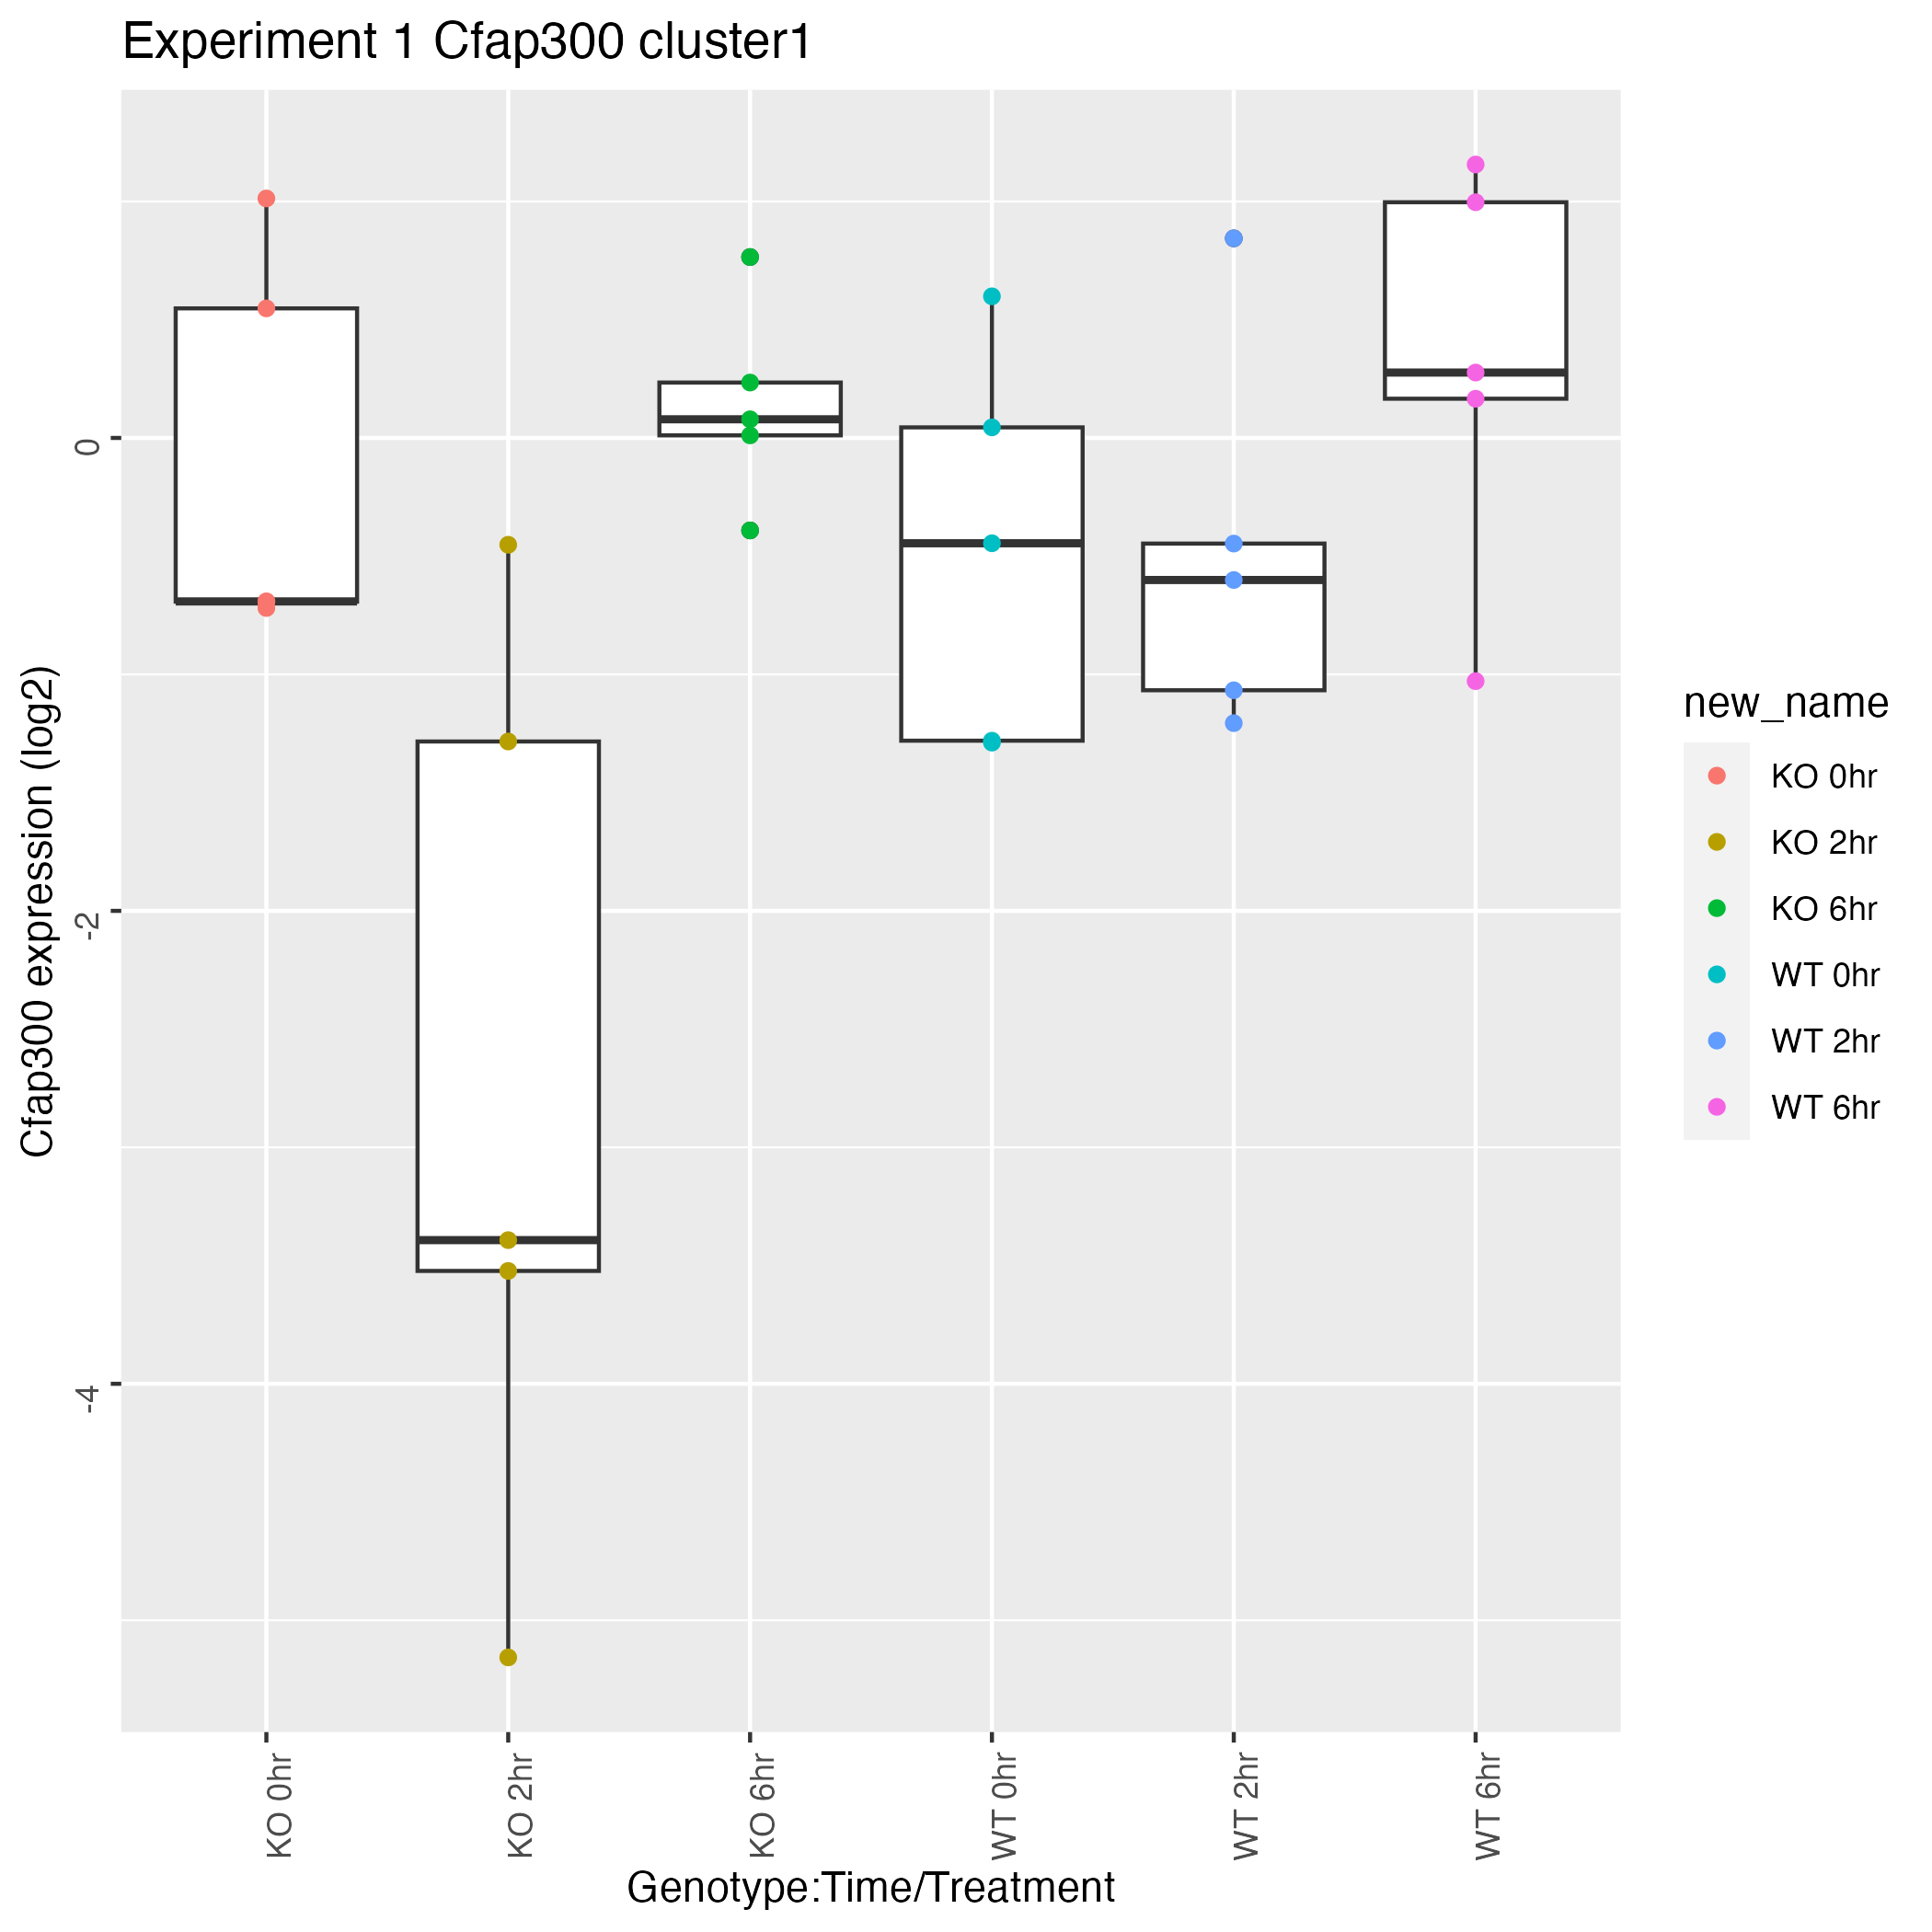 Experiment 1 Cfap300 cluster1
Cfap300 expression (log2)
0
-2
-4
KO 0hr
KO 2hr
KO 6hr
WT 0hr
WT 2hr
WT 6hr
Genotype:Time/Treatment
new_name
KO 0hr
KO 2hr
KO 6hr
WT 0hr
WT 2hr
WT 6hr